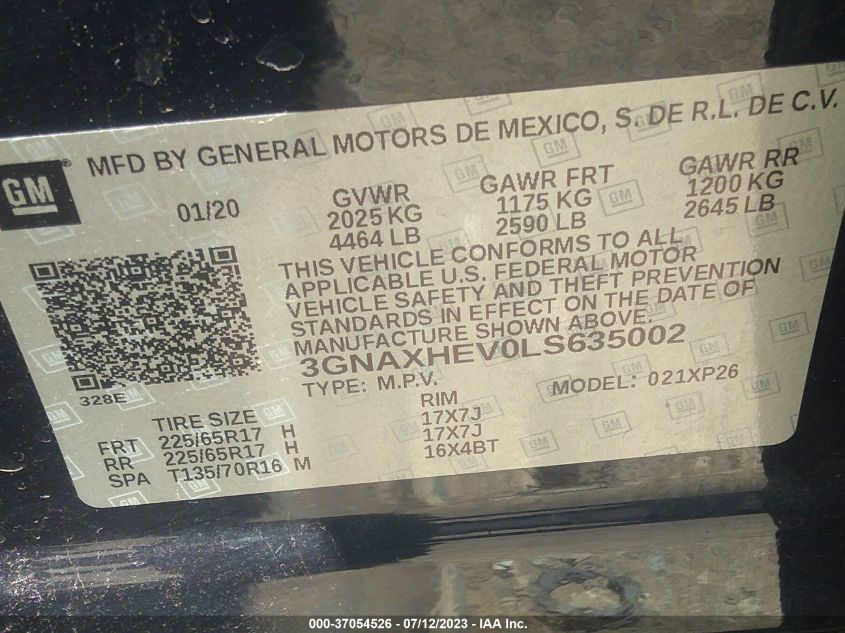 GM
MFD BY GENERAL MOTORS DE MEXICO, S. DE R.L. DE C.V.
01/20
GVWR
2025 KG
4464 LB
GAWR FRT
1175 KG
2590 LB
GAWR RR
1200 KG
2645 LB
THIS VEHICLE CONFORMS TO ALL
APPLICABLE U.S. FEDERAL MOTOR
VEHICLE SAFETY AND THEFT PREVENTION
STANDARDS IN EFFECT ON THE DATE OF
MANUFACTURE SHOWN ABOVE.
3GNAXHEV0LS635002
TYPE: M.P.V. MODEL: 021XP26
328E
TIRE SIZE RIM
FRT 225/65R17 H 17X7J
RR 225/65R17 H 17X7J
SPA T135/70R16 M 16X4BT
000-37054526 - 07/12/2023 - IAA Inc.